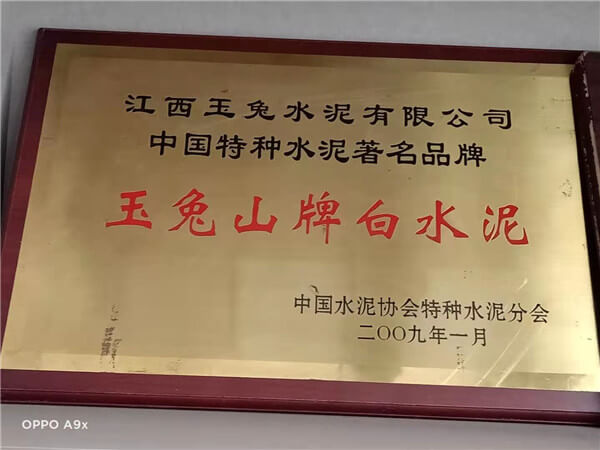 江西玉兔水泥有限公司
中国特种水泥著名品牌
玉兔山牌白水泥
中国水泥协会特种水泥分会
二〇〇九年一月
OPPO A9x